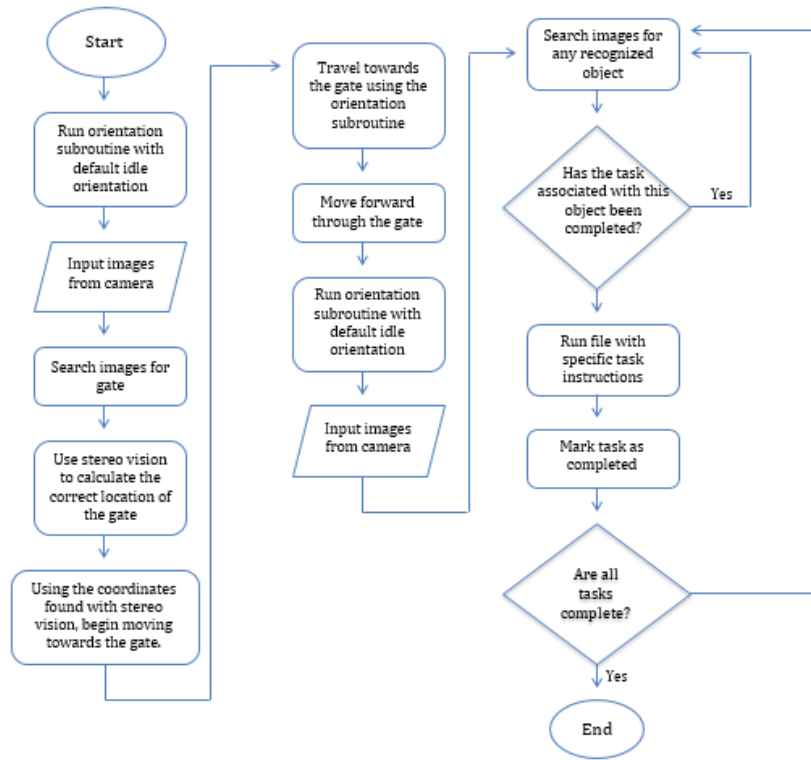 Start
Run orientation
subroutine with
default idle
orientation
Input images
from camera
Search images for
gate
Use stereo vision
to calculate the
correct location of
the gate
Using the coordinates
found with stereo
vision, begin moving
towards the gate.
Travel towards
the gate using the
orientation
subroutine
Move forward
through the gate
Run orientation
subroutine with
default idle
orientation
Input images
from camera
Search images for
any recognized
object
Has the task
associated with this
object been
completed?
Yes
Run file with
specific task
instructions
Mark task as
completed
Are all
tasks
complete?
Yes
End